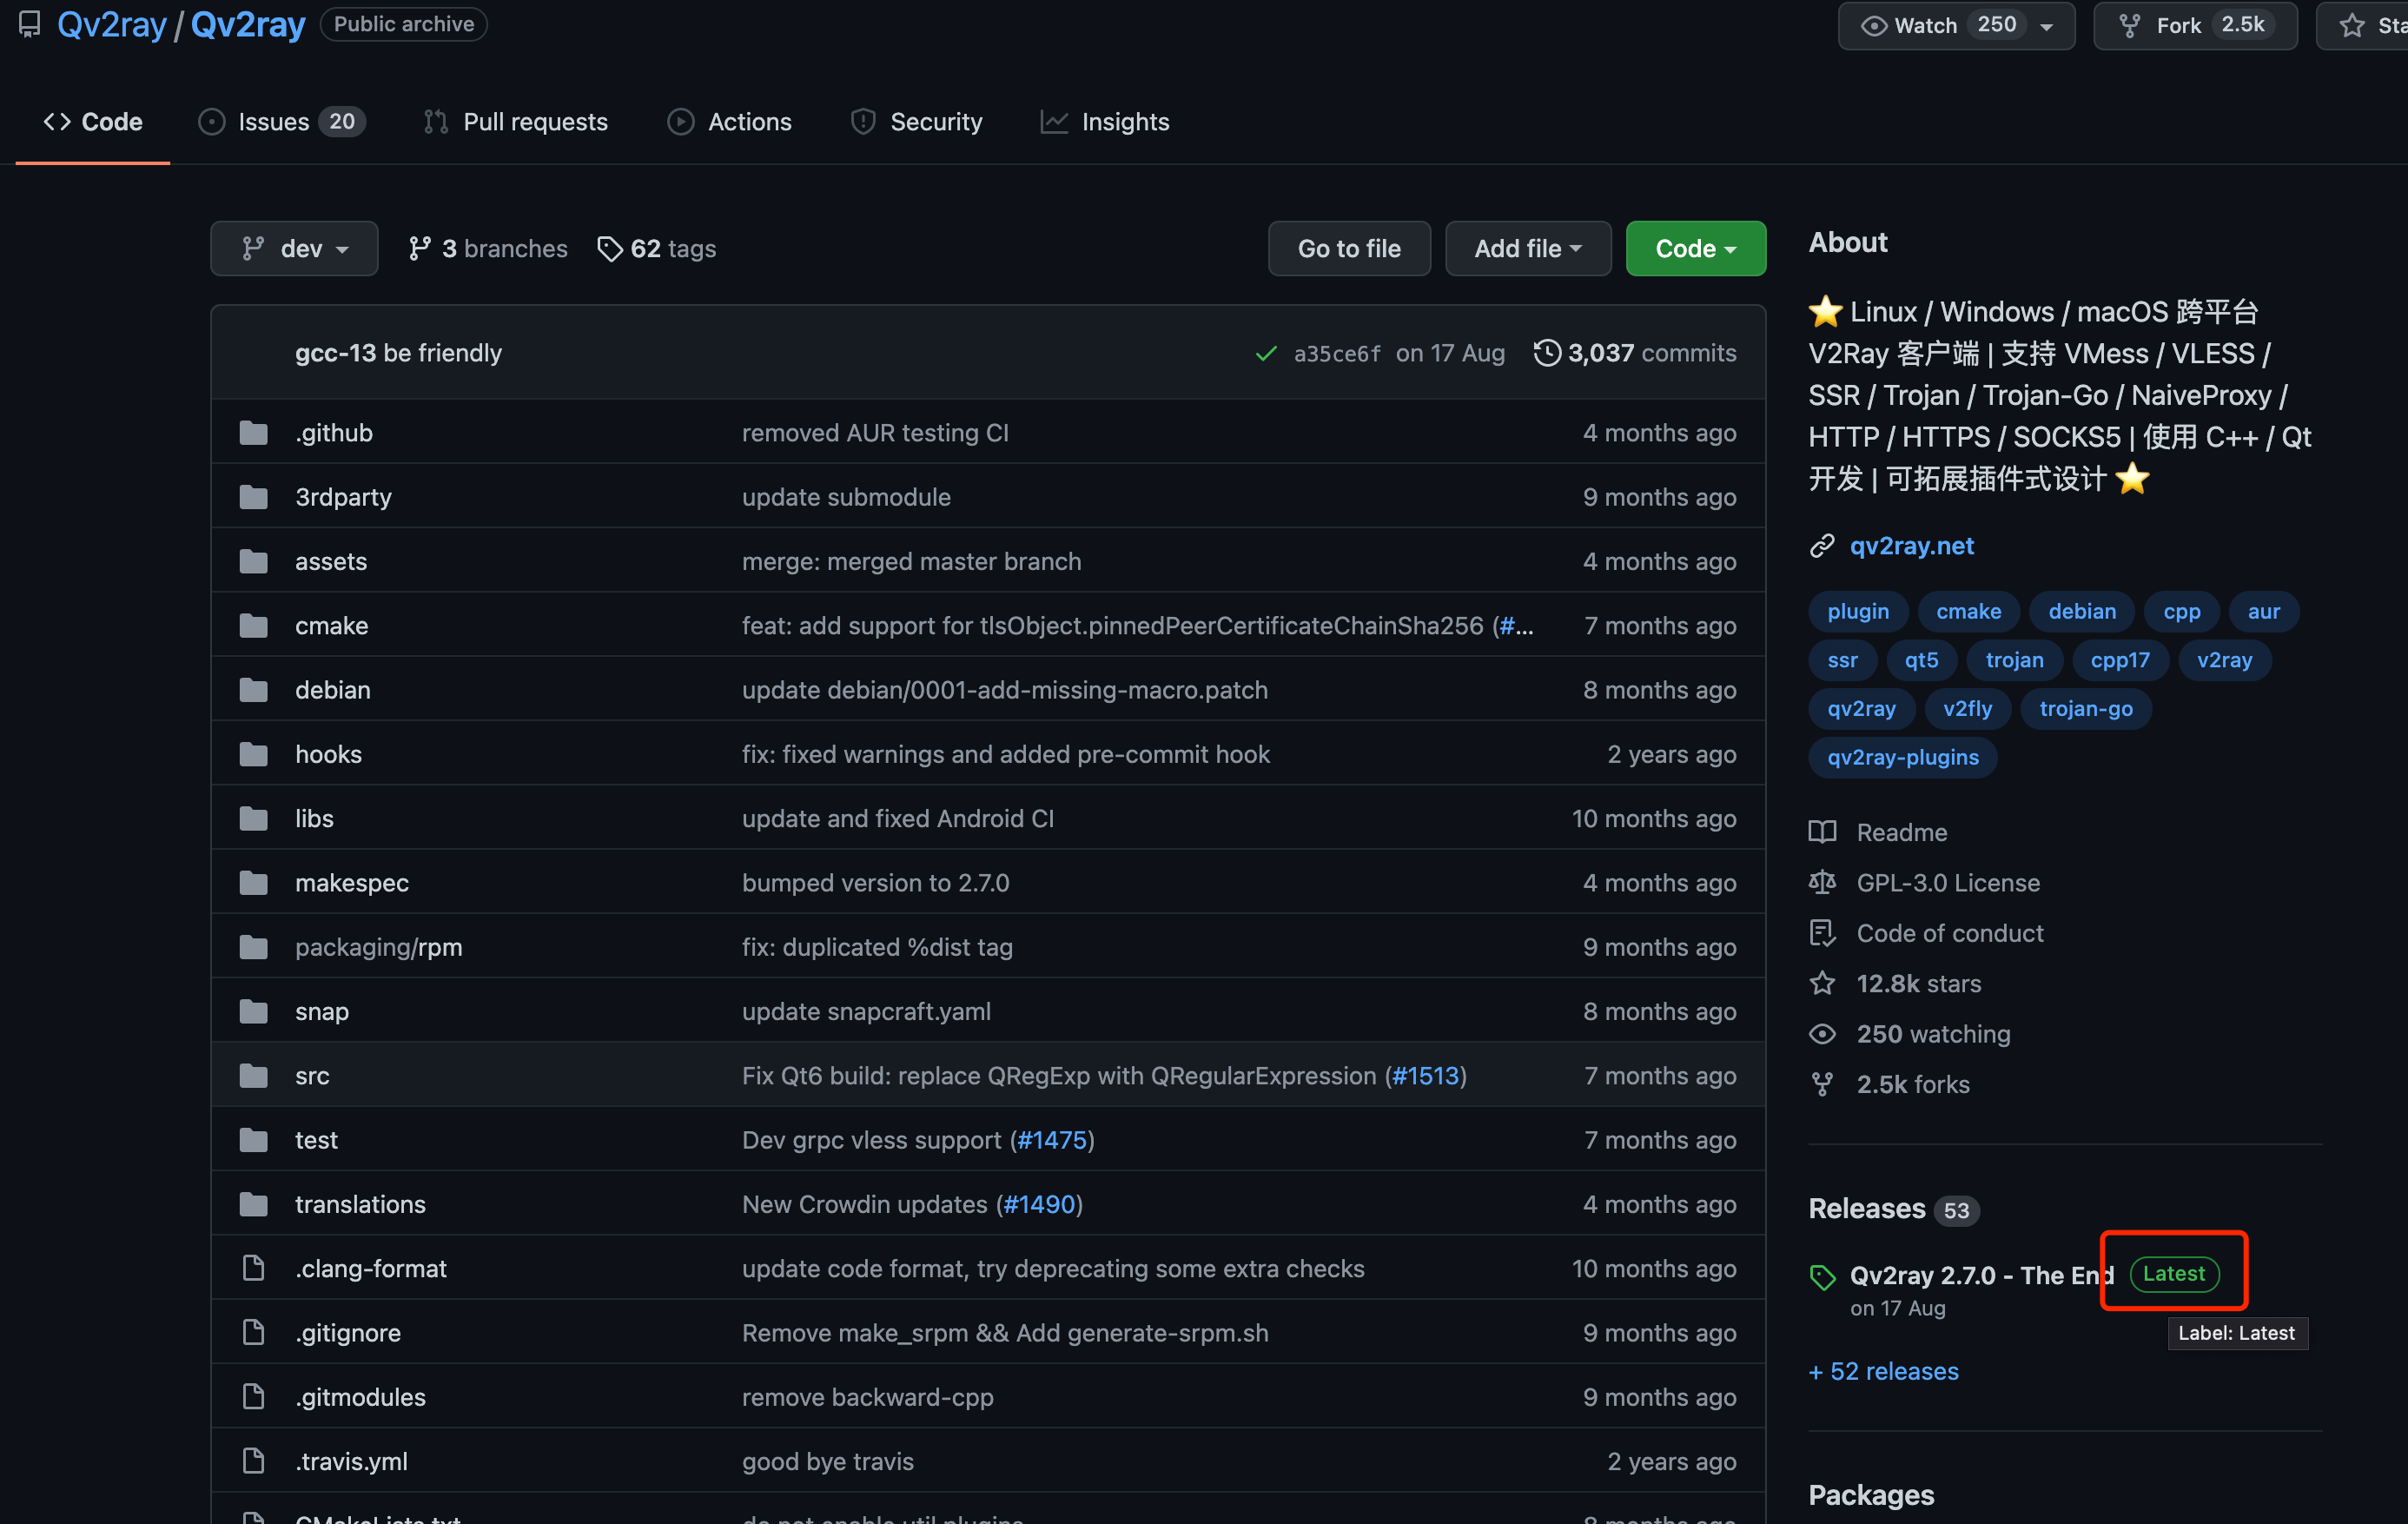 Qv2ray / Qv2ray Public archive
Watch 250
Fork 2.5k
Code
Issues 20
Pull requests
Actions
Security
Insights
dev
3 branches
62 tags
Go to file
Add file
Code
gcc-13 be friendly
a35ce6f on 17 Aug
3,037 commits
.github removed AUR testing CI 4 months ago
3rdparty update submodule 9 months ago
assets merge: merged master branch 4 months ago
cmake feat: add support for tlsObject.pinnedPeerCertificateChainSha256 (#... 7 months ago
debian update debian/0001-add-missing-macro.patch 8 months ago
hooks fix: fixed warnings and added pre-commit hook 2 years ago
libs update and fixed Android CI 10 months ago
makespec bumped version to 2.7.0 4 months ago
packaging/rpm fix: duplicated %dist tag 9 months ago
snap update snapcraft.yaml 8 months ago
src Fix Qt6 build: replace QRegExp with QRegularExpression (#1513) 7 months ago
test Dev grpc vless support (#1475) 7 months ago
translations New Crowdin updates (#1490) 4 months ago
.clang-format update code format, try deprecating some extra checks 10 months ago
.gitignore Remove make_srpm && Add generate-srpm.sh 9 months ago
.gitmodules remove backward-cpp 9 months ago
.travis.yml good bye travis 2 years ago
About
⭐ Linux / Windows / macOS 跨平台
V2Ray 客户端 | 支持 VMess / VLESS /
SSR / Trojan / Trojan-Go / NaiveProxy /
HTTP / HTTPS / SOCKS5 | 使用 C++ / Qt
开发 | 可拓展插件式设计 ⭐
qv2ray.net
plugin cmake debian cpp aur
ssr qt5 trojan cpp17 v2ray
qv2ray v2fly trojan-go
qv2ray-plugins
Readme
GPL-3.0 License
Code of conduct
12.8k stars
250 watching
2.5k forks
Releases 53
Qv2ray 2.7.0 - The End Latest
on 17 Aug
Label: Latest
+ 52 releases
Packages